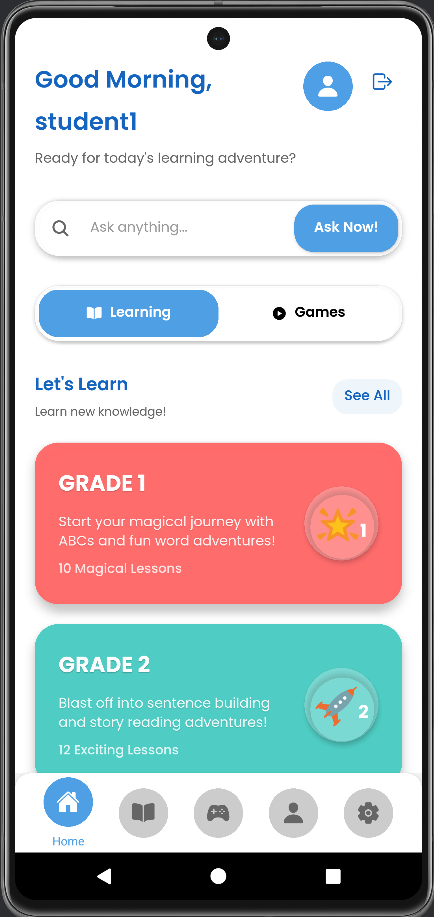 Good Morning,
student1
Ready for today's learning adventure?
Ask anything...
Ask Now!
Learning
Games
Let's Learn
Learn new knowledge!
See All
GRADE 1
Start your magical journey with
ABCs and fun word adventures!
10 Magical Lessons
1
GRADE 2
Blast off into sentence building
and story reading adventures!
12 Exciting Lessons
2
Home